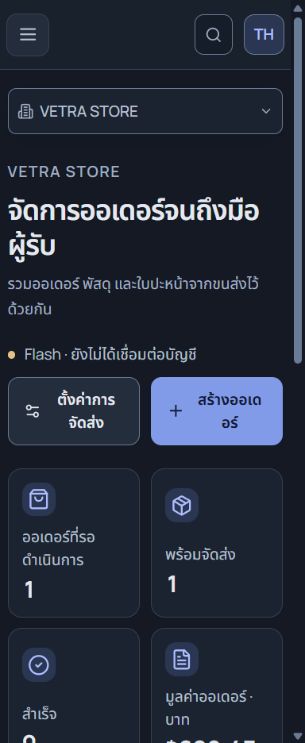 TH
VETRA STORE
VETRA STORE
จัดการออเดอร์จนถึงมือ
ผู้รับ
รวมออเดอร์ พัสดุ และใบปะหน้าจากขนส่งไว้
ด้วยกัน
Flash · ยังไม่ได้เชื่อมต่อบัญชี
ตั้งค่าการ
จัดส่ง
สร้างออเด
อร์
ออเดอร์ที่รอ
ดำเนินการ
1
พร้อมจัดส่ง
1
สำเร็จ
มูลค่าออเดอร์ ·
บาท